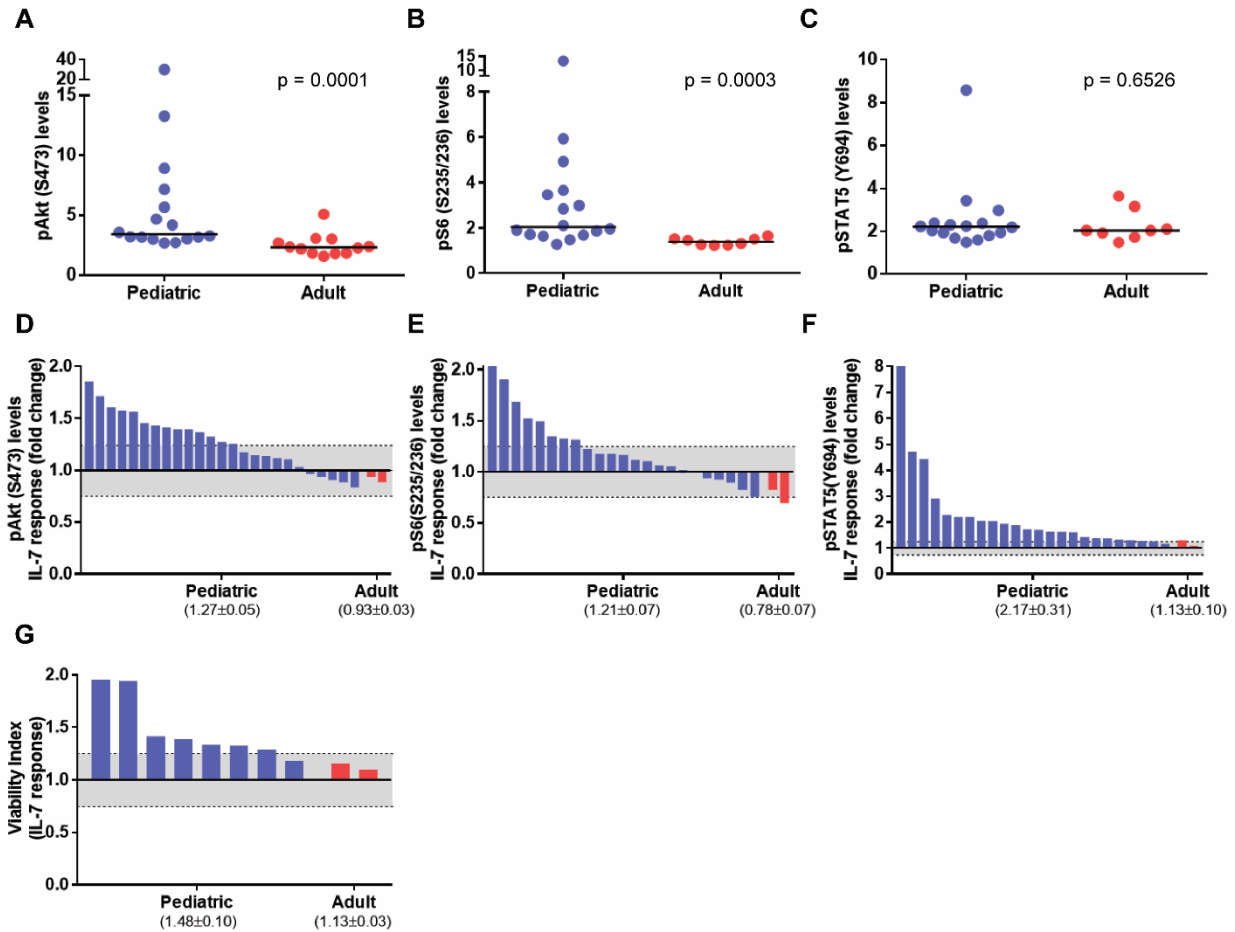 A
pAkt (S473) levels
40
20
15
10
5
0
p = 0.0001
Pediatric
Adult
B
pS6 (S235/236) levels
15
10
8
6
4
2
0
p = 0.0003
Pediatric
Adult
C
pSTAT5 (Y694) levels
10
8
6
4
2
0
p = 0.6526
Pediatric
Adult
D
pAkt (S473) levels
IL-7 response (fold change)
2.0
1.5
1.0
0.5
0.0
Pediatric
(1.27±0.05)
Adult
(0.93±0.03)
E
pS6(S235/236) levels
IL-7 response (fold change)
2.0
1.5
1.0
0.5
0.0
Pediatric
(1.21±0.07)
Adult
(0.78±0.07)
F
pSTAT5(Y694) levels
IL-7 response (fold change)
8
7
6
5
4
3
2
1
0
Pediatric
(2.17±0.31)
Adult
(1.13±0.10)
G
Viability Index
(IL-7 response)
2.0
1.5
1.0
0.5
0.0
Pediatric
(1.48±0.10)
Adult
(1.13±0.03)